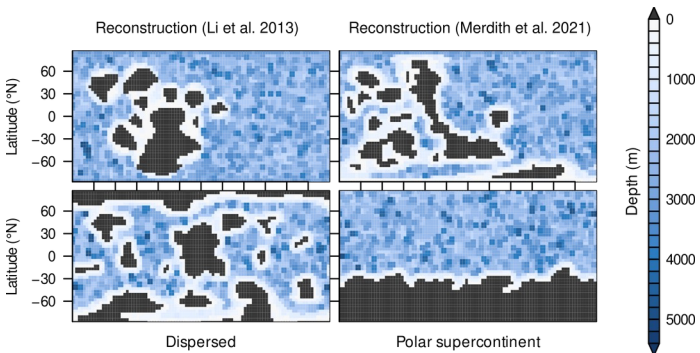 Reconstruction (Li et al. 2013)
Reconstruction (Merdith et al. 2021)
Latitude (°N)
60
30
0
−30
−60
Latitude (°N)
60
30
0
−30
−60
Dispersed
Polar supercontinent
Depth (m)
0
1000
2000
3000
4000
5000